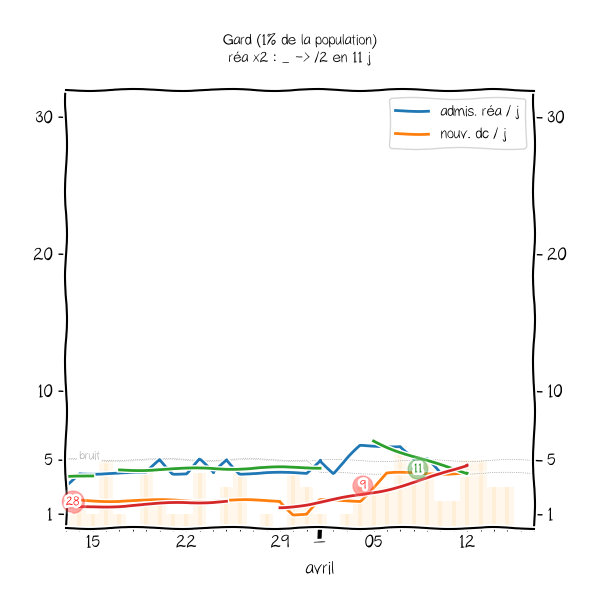 Gard (1% de la population)
réa x2 : _ -> /2 en 11 j
admis. réa / j
nouv. dc / j
30 30
20 20
10 10
5 5
1 1
bruit
28
9
11
15 22 29 _ 05 12
avril